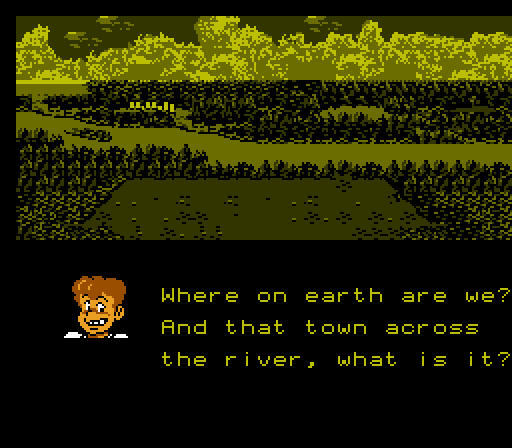 Where on earth are we?
And that town across
the river, what is it?